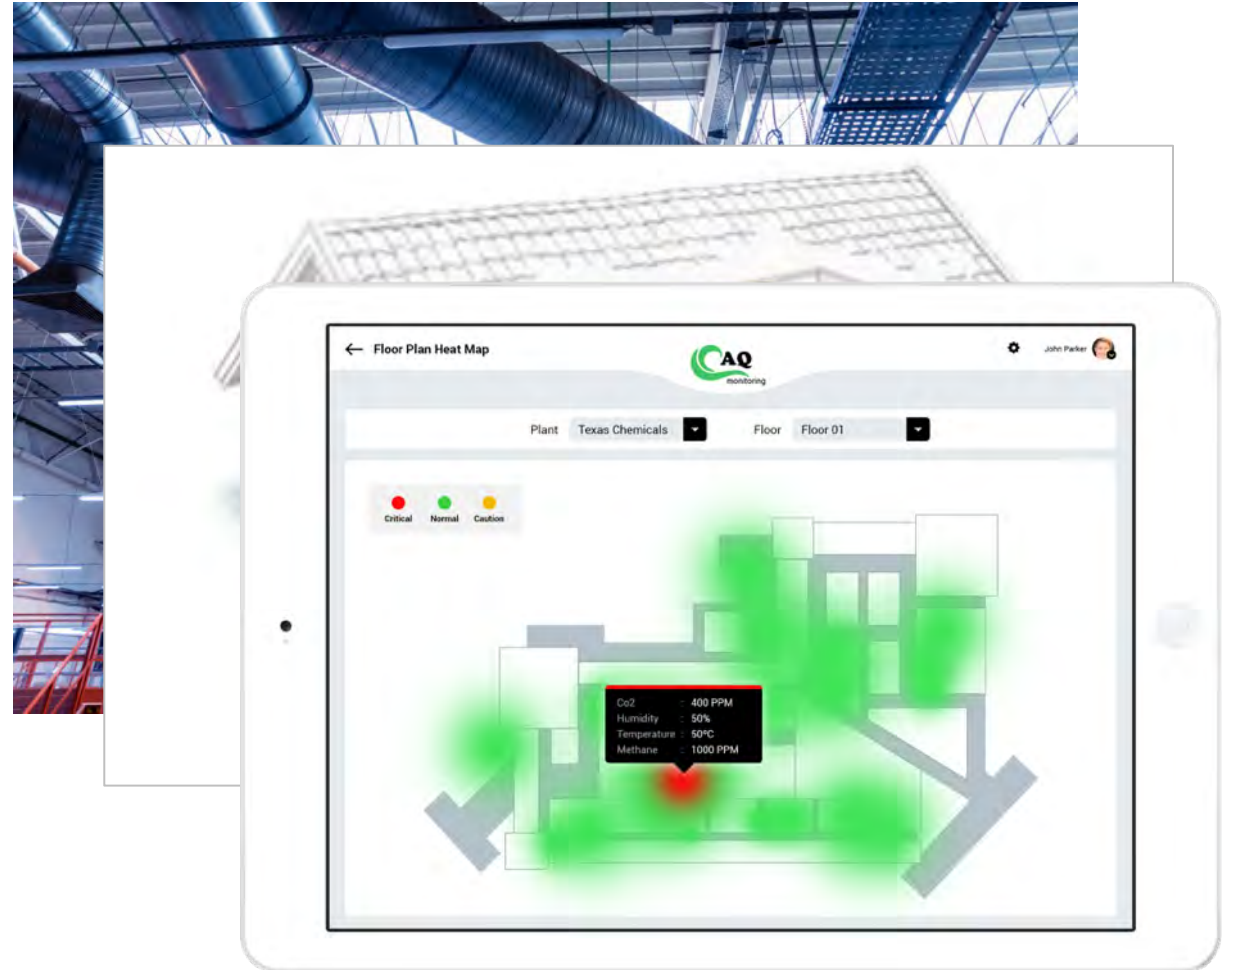 Floor Plan Heat Map
AQ
monitoring
John Parker
Plant Texas Chemicals Floor Floor 01
Critical Normal Caution
Co2 : 400 PPM
Humidity : 50%
Temperature : 50ºC
Methane : 1000 PPM